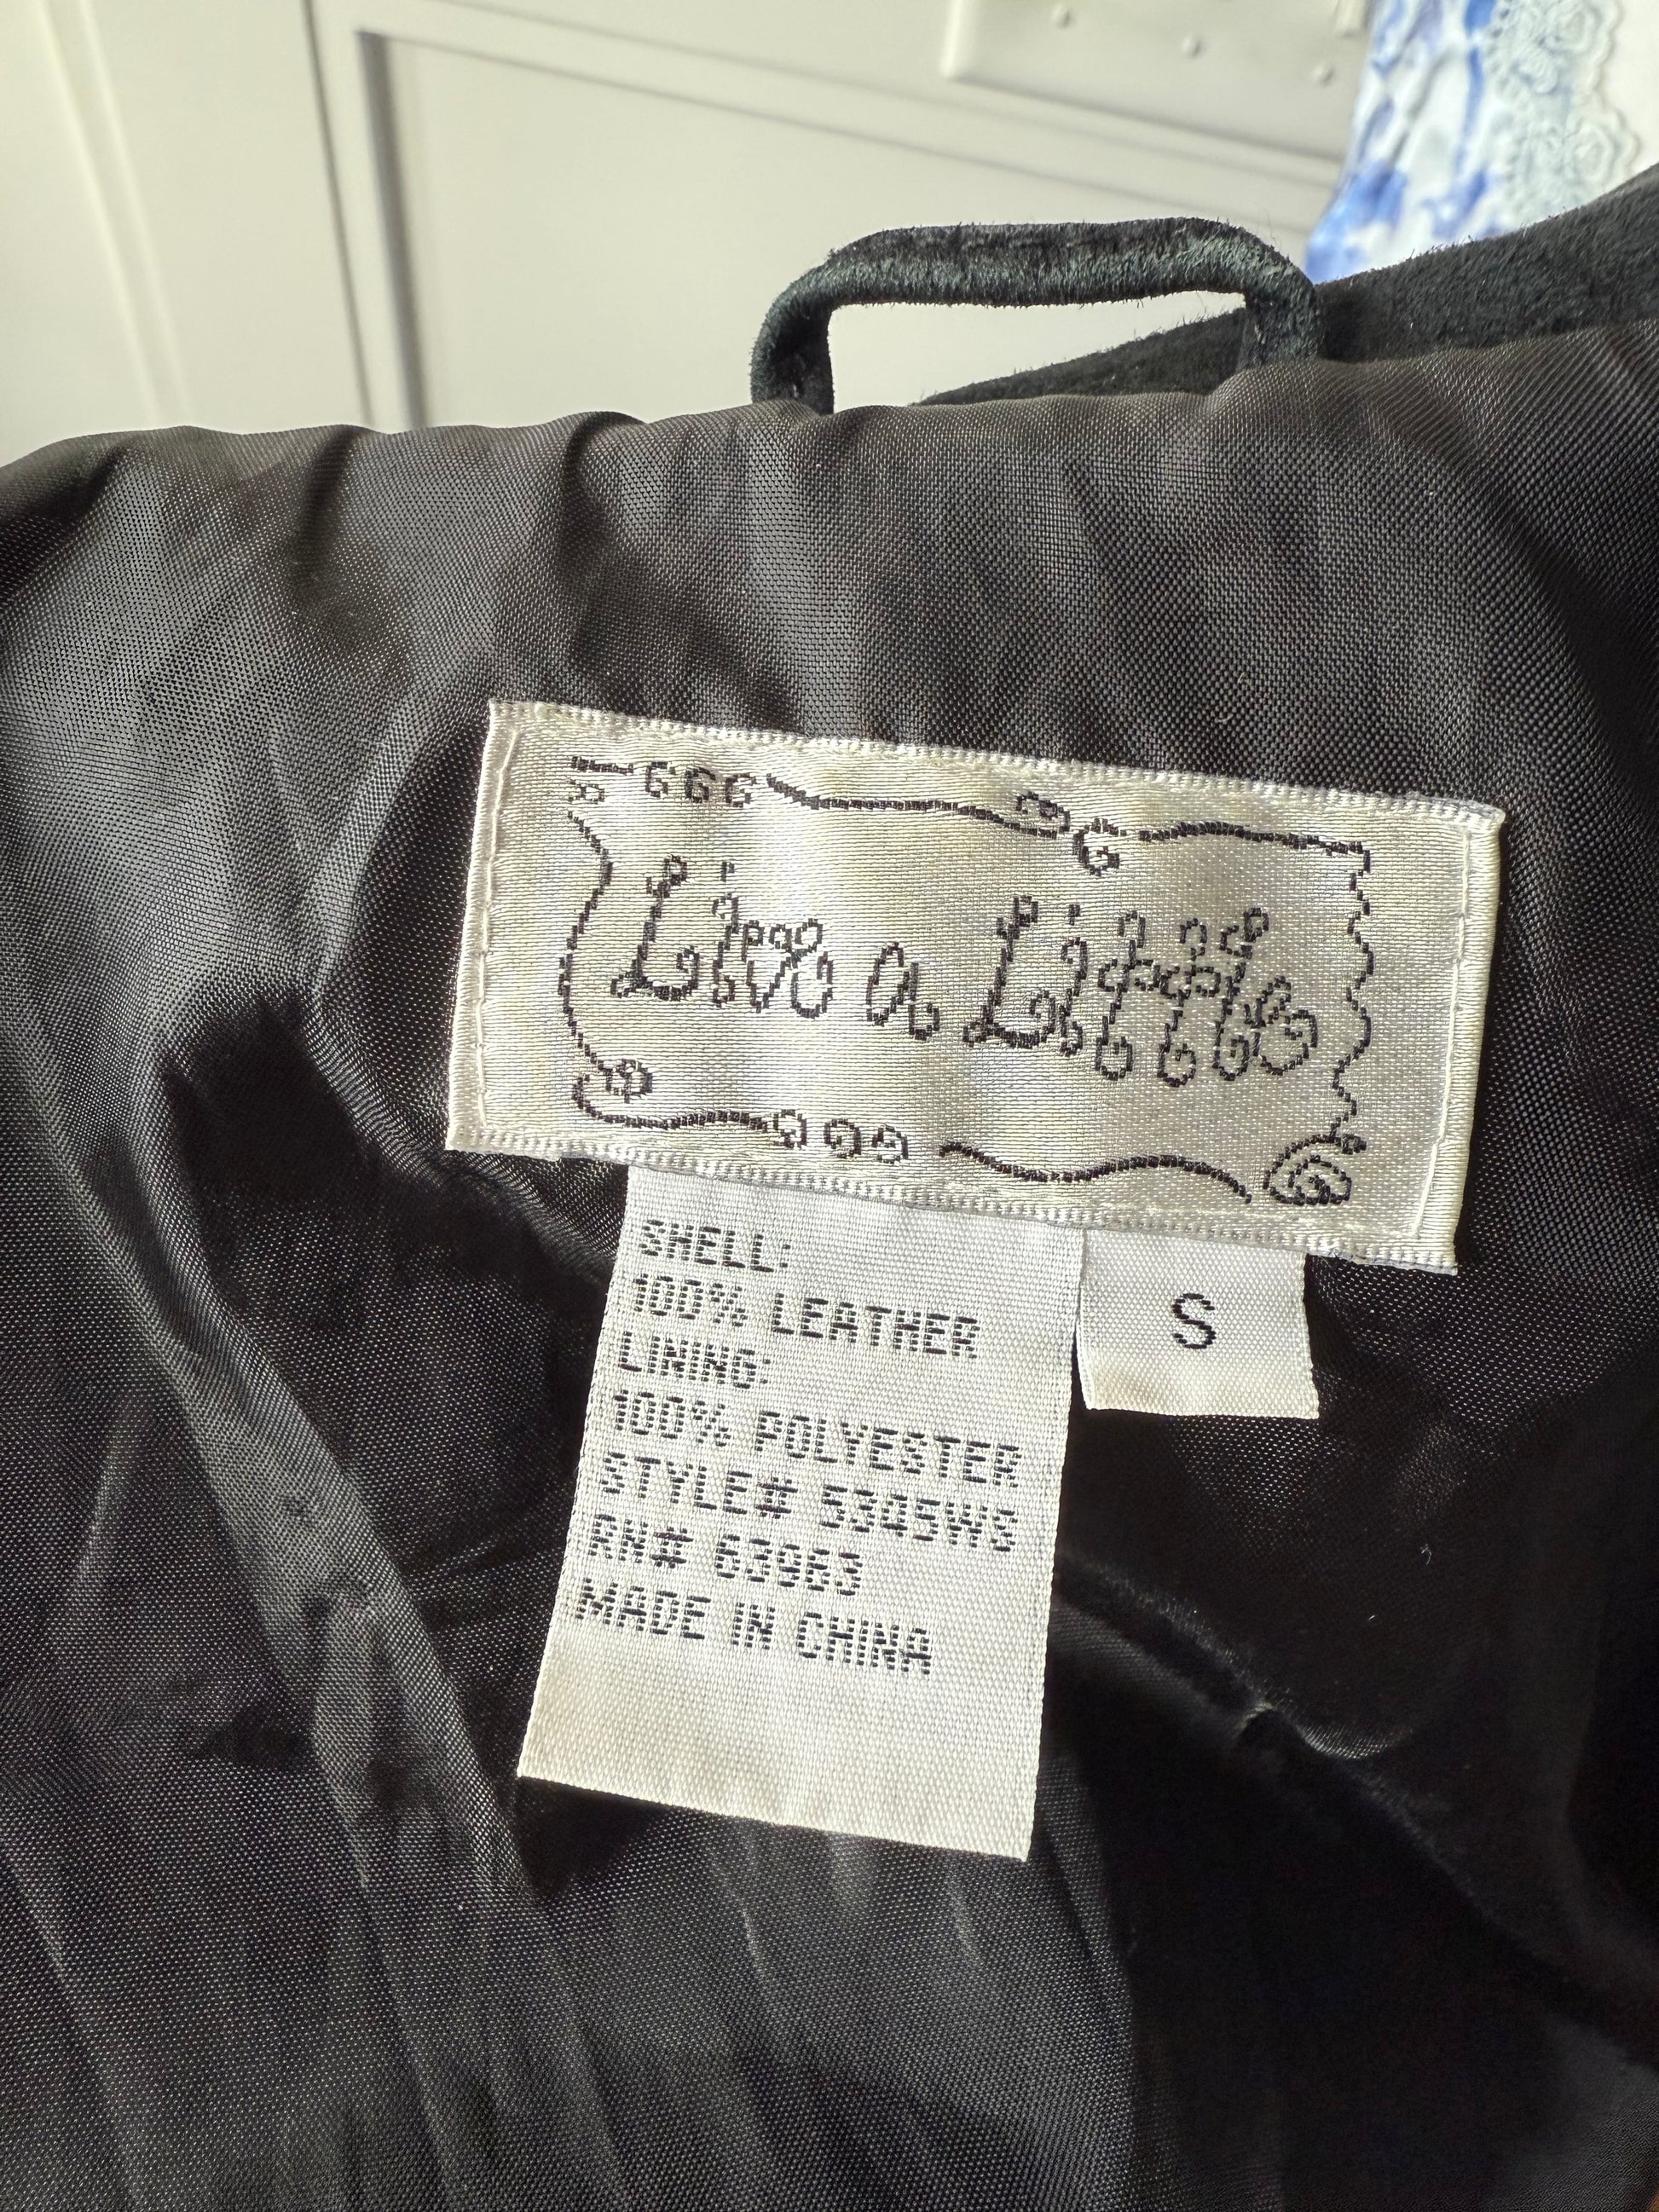 Live a Little
SHELL:
100% LEATHER
LINING:
100% POLYESTER
STYLE# 5345WS
RN# 63963
MADE IN CHINA
S